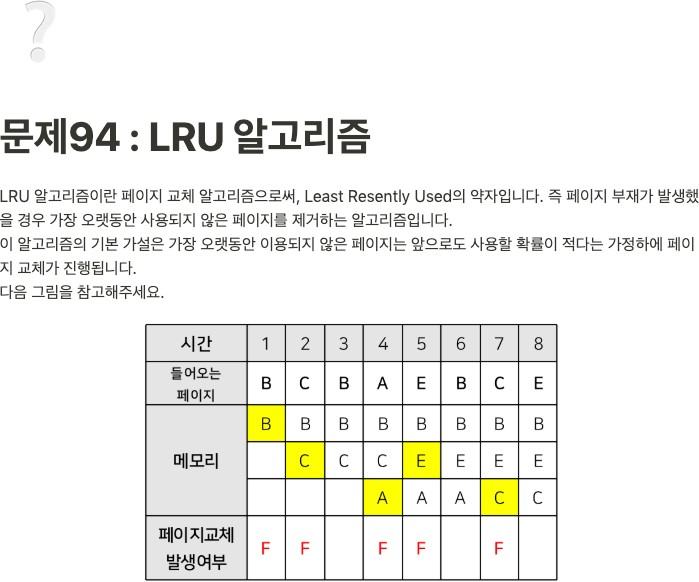 ?
문제94 : LRU 알고리즘
LRU 알고리즘이란 페이지 교체 알고리즘으로써, Least Resently Used의 약자입니다. 즉 페이지 부재가 발생했
을 경우 가장 오랫동안 사용되지 않은 페이지를 제거하는 알고리즘입니다.
이 알고리즘의 기본 가설은 가장 오랫동안 이용되지 않은 페이지는 앞으로도 사용할 확률이 적다는 가정하에 페이
지 교체가 진행됩니다.
다음 그림을 참고해주세요.
시간 1 2 3 4 5 6 7 8
들어오는
페이지 B C B A E B C E
B B B B B B B B
메모리 C C C E E E E
A A A C C
페이지교체
발생여부 F F F F F